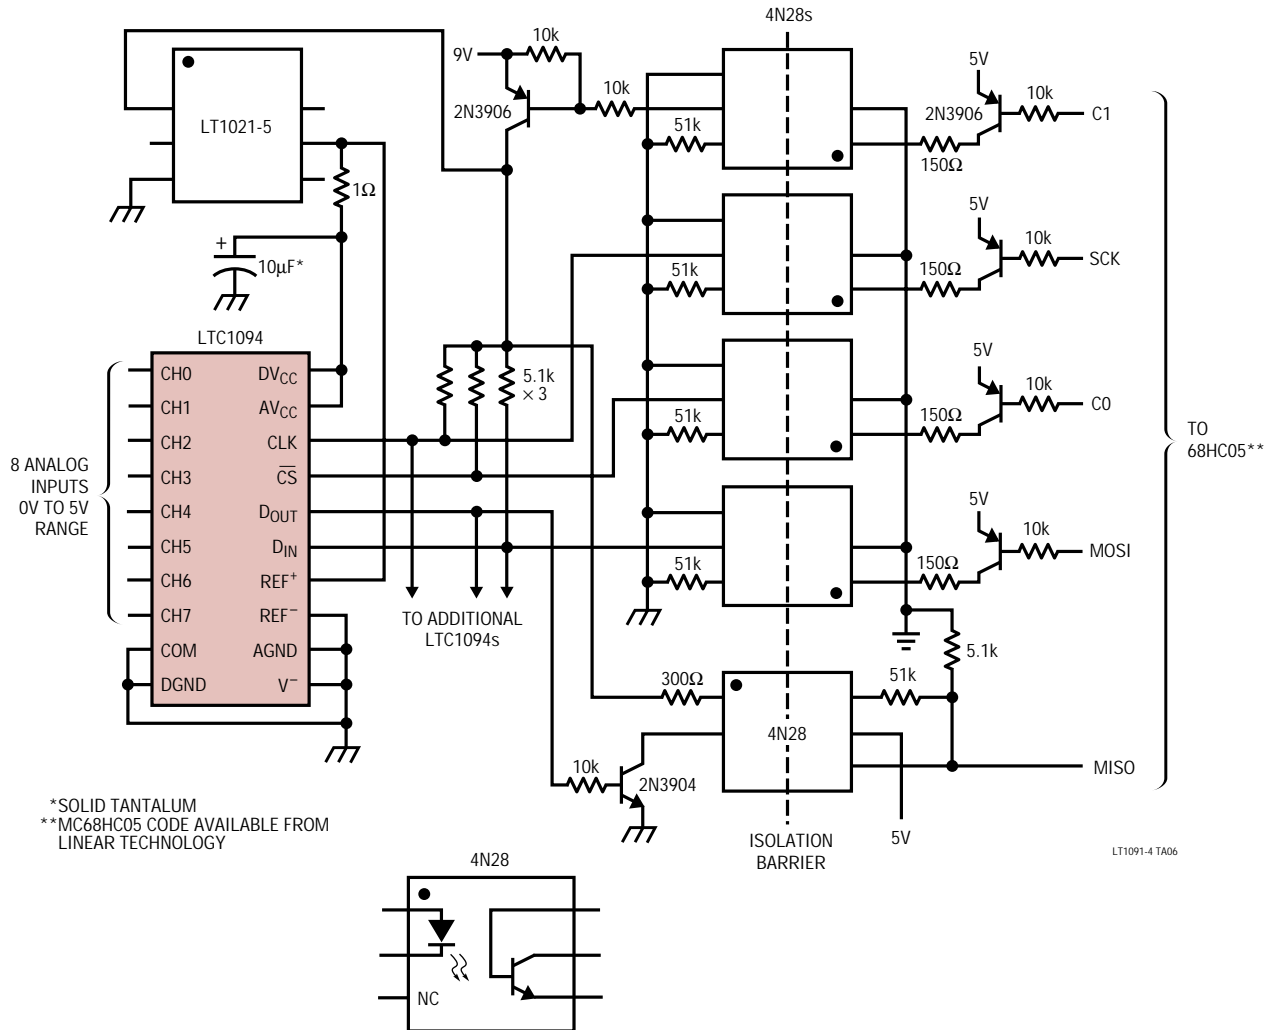 4N28s
10k
9V
5V
LT1021-5
2N3906
10k
2N3906
10k
C1
51k
150Ω
1Ω
5V
10k
+
10µF*
51k
150Ω
SCK
LTC1094
5V
5.1k
× 3
10k
51k
150Ω
C0
8 ANALOG
INPUTS
0V TO 5V
RANGE
CH0
CH1
CH2
CH3
CH4
CH5
CH6
CH7
COM
DGND
DVCC
AVCC
CLK
C̅S̅
DOUT
DIN
REF+
REF–
AGND
V–
TO
68HC05**
5V
10k
51k
150Ω
MOSI
TO ADDITIONAL
LTC1094s
5.1k
300Ω
51k
4N28
10k
2N3904
MISO
5V
*SOLID TANTALUM
**MC68HC05 CODE AVAILABLE FROM
LINEAR TECHNOLOGY
ISOLATION
BARRIER
LT1091-4 TA06
4N28
NC